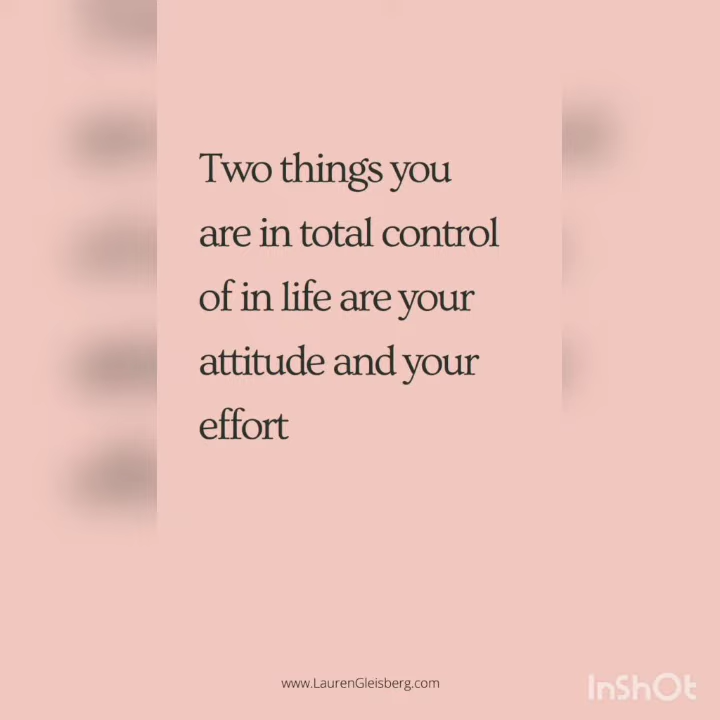 Two things you
are in total control
of in life are your
attitude and your
effort
www.LaurenGleisberg.com
InShOt